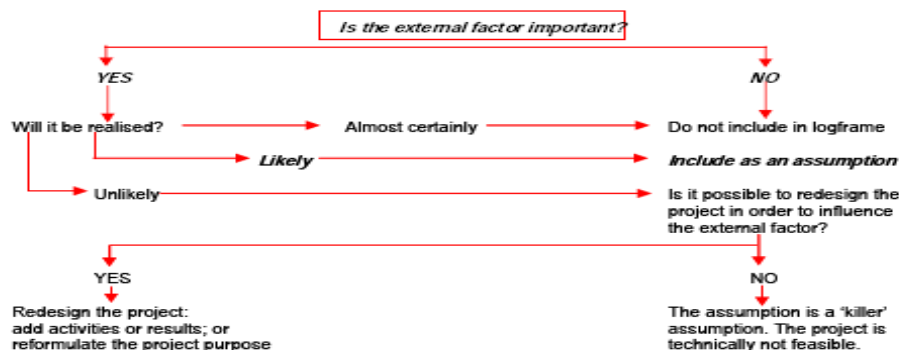 Is the external factor important?
YES
NO
Will it be realised?
Almost certainly
Do not include in logframe
Likely
Include as an assumption
Unlikely
Is it possible to redesign the
project in order to influence
the external factor?
YES
NO
Redesign the project:
add activities or results; or
reformulate the project purpose
The assumption is a ‘killer’
assumption. The project is
technically not feasible.